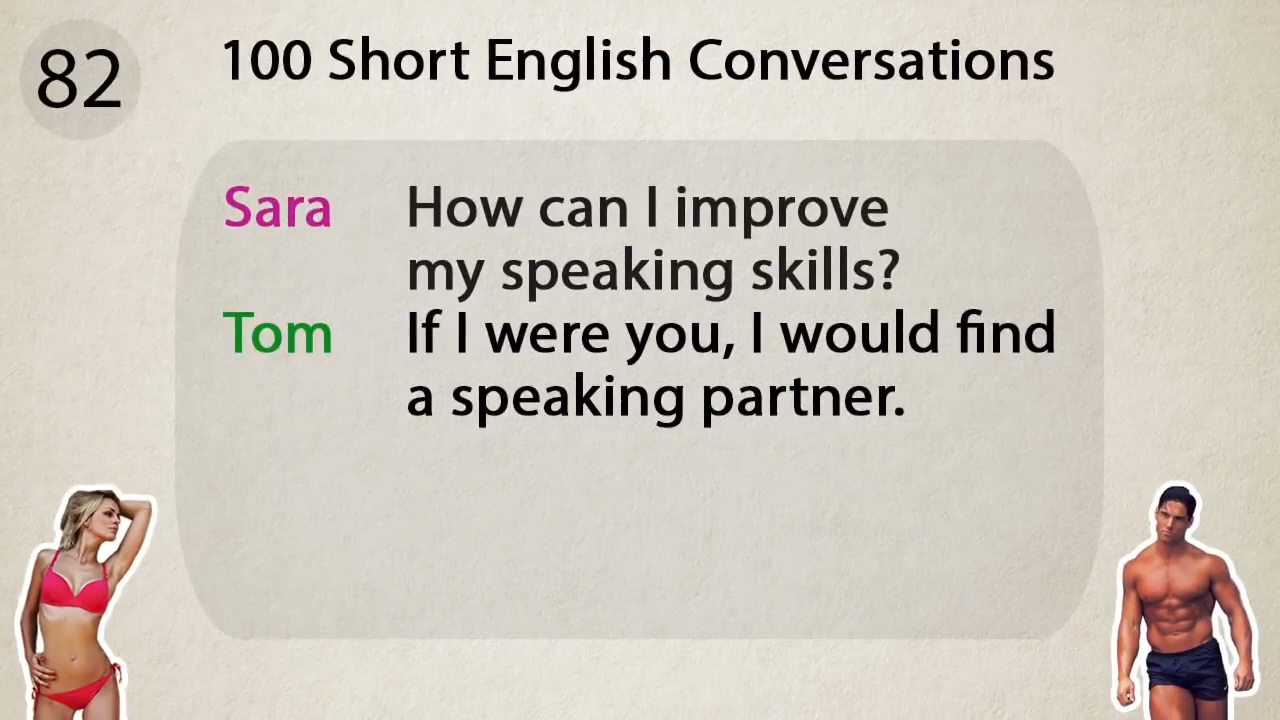 82
100 Short English Conversations
Sara How can I improve
my speaking skills?
Tom If I were you, I would find
a speaking partner.